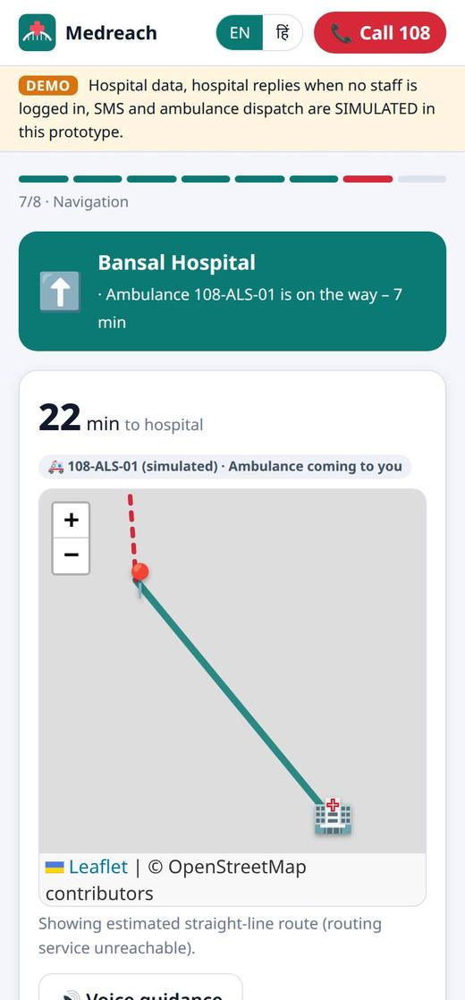 Medreach
EN
हिं
Call 108
DEMO Hospital data, hospital replies when no staff is
logged in, SMS and ambulance dispatch are SIMULATED in
this prototype.
7/8 · Navigation
Bansal Hospital
· Ambulance 108-ALS-01 is on the way – 7
min
22 min to hospital
108-ALS-01 (simulated) · Ambulance coming to you
+
−
Leaflet | © OpenStreetMap
contributors
Showing estimated straight-line route (routing
service unreachable).
Voice guidance